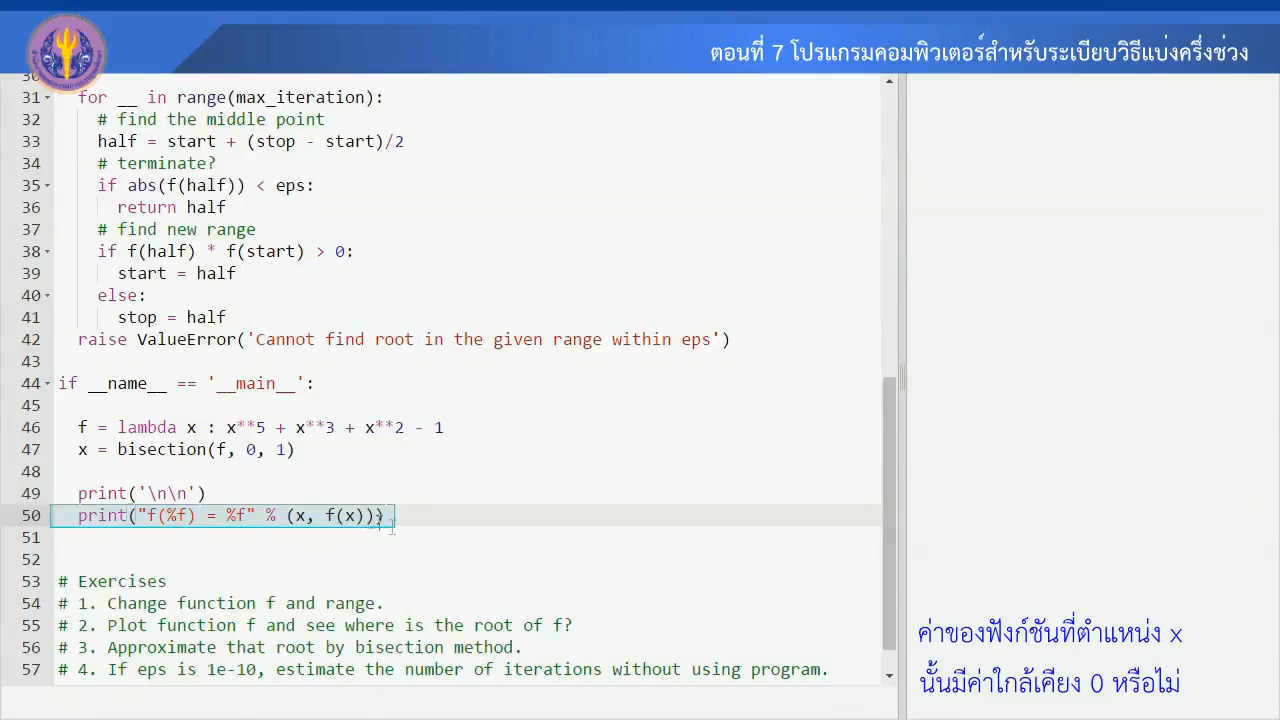 ตอนที่ 7 โปรแกรมคอมพิวเตอร์สำหรับระเบียบวิธีแบ่งครึ่งช่วง
30
31 for __ in range(max_iteration):
32 # find the middle point
33 half = start + (stop - start)/2
34 # terminate?
35 if abs(f(half)) < eps:
36 return half
37 # find new range
38 if f(half) * f(start) > 0:
39 start = half
40 else:
41 stop = half
42 raise ValueError('Cannot find root in the given range within eps')
43
44 if __name__ == '__main__':
45
46 f = lambda x : x**5 + x**3 + x**2 - 1
47 x = bisection(f, 0, 1)
48
49 print('\n\n')
50 print("f(%f) = %f" % (x, f(x)))
51
52
53 # Exercises
54 # 1. Change function f and range.
55 # 2. Plot function f and see where is the root of f?
56 # 3. Approximate that root by bisection method.
57 # 4. If eps is 1e-10, estimate the number of iterations without using program.
ค่าของฟังก์ชันที่ตำแหน่ง x
นั้นมีค่าใกล้เคียง 0 หรือไม่